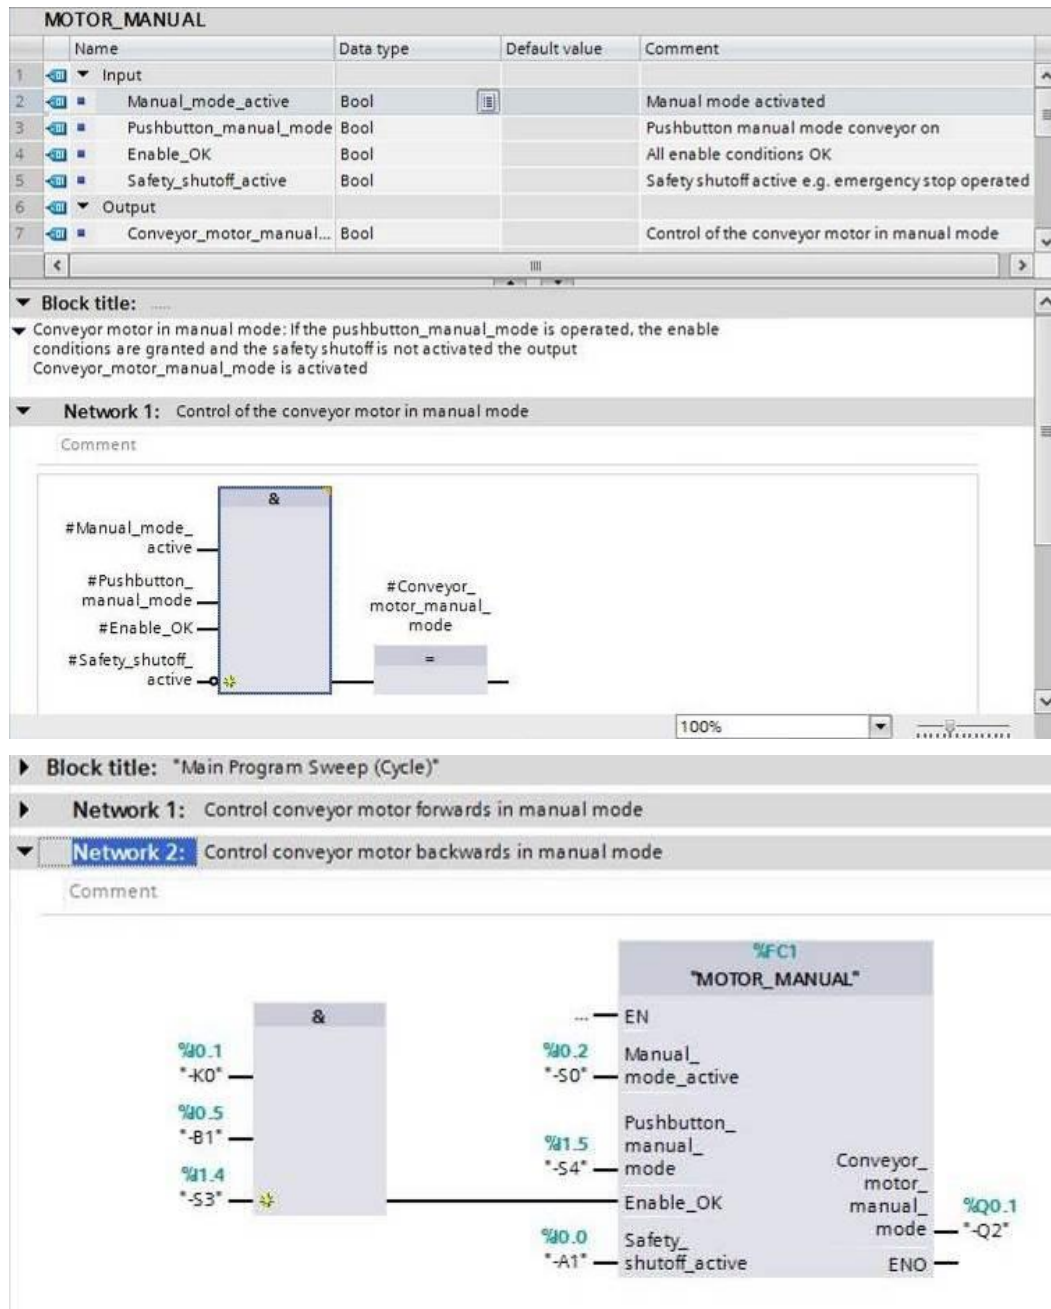 MOTOR_MANUAL
Name Data type Default value Comment
1 Input
2 Manual_mode_active Bool Manual mode activated
3 Pushbutton_manual_mode Bool Pushbutton manual mode conveyor on
4 Enable_OK Bool All enable conditions OK
5 Safety_shutoff_active Bool Safety shutoff active e.g. emergency stop operated
6 Output
7 Conveyor_motor_manual... Bool Control of the conveyor motor in manual mode
Block title: .....
Conveyor motor in manual mode: If the pushbutton_manual_mode is operated, the enable
conditions are granted and the safety shutoff is not activated the output
Conveyor_motor_manual_mode is activated
Network 1: Control of the conveyor motor in manual mode
Comment
&
#Manual_mode_
active
#Pushbutton_
manual_mode
#Enable_OK
#Safety_shutoff_
active
#Conveyor_
motor_manual_
mode
=
100%
Block title: "Main Program Sweep (Cycle)"
Network 1: Control conveyor motor forwards in manual mode
Network 2: Control conveyor motor backwards in manual mode
Comment
&
%I0.1
"-K0"
%I0.5
"-B1"
%I1.4
"-S3"
%FC1
"MOTOR_MANUAL"
... EN
%I0.2
"-S0"
Manual_
mode_active
%I1.5
"-S4"
Pushbutton_
manual_
mode
Enable_OK
%I0.0
"-A1"
Safety_
shutoff_active
Conveyor_
motor_
manual_
mode
%Q0.1
"-Q2"
ENO